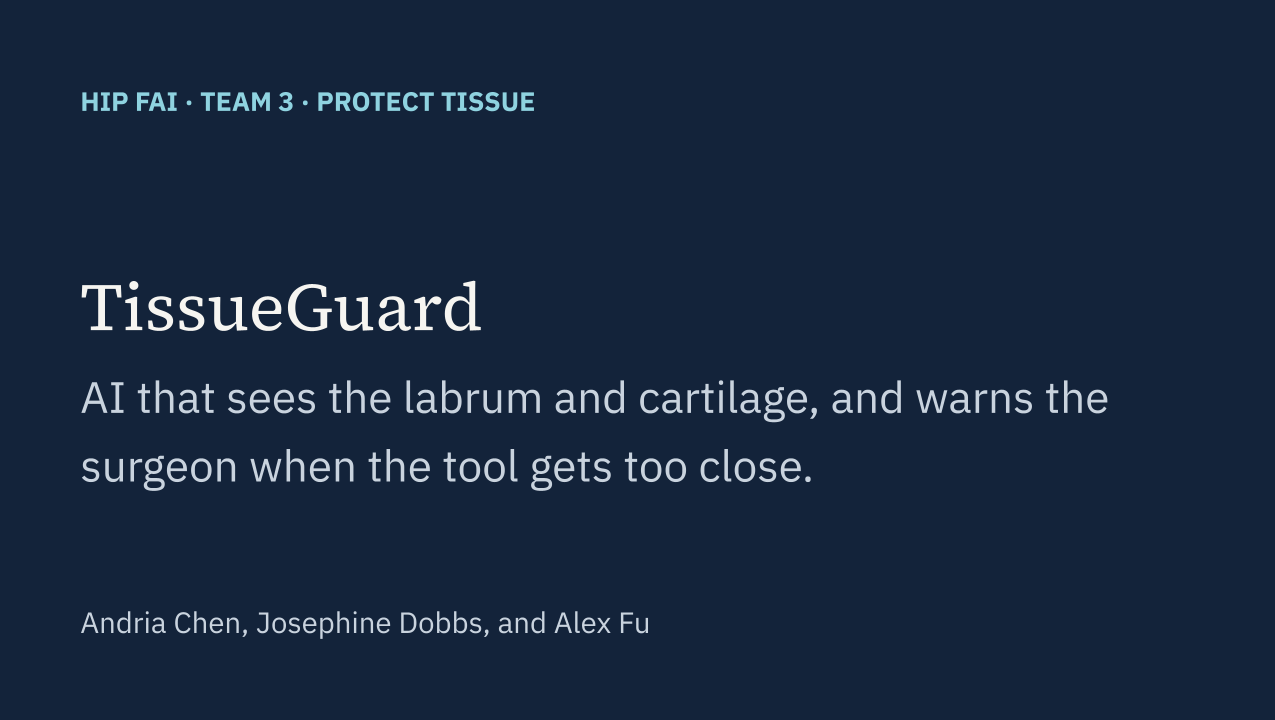 HIP FAI · TEAM 3 · PROTECT TISSUE
TissueGuard
AI that sees the labrum and cartilage, and warns the
surgeon when the tool gets too close.
Andria Chen, Josephine Dobbs, and Alex Fu